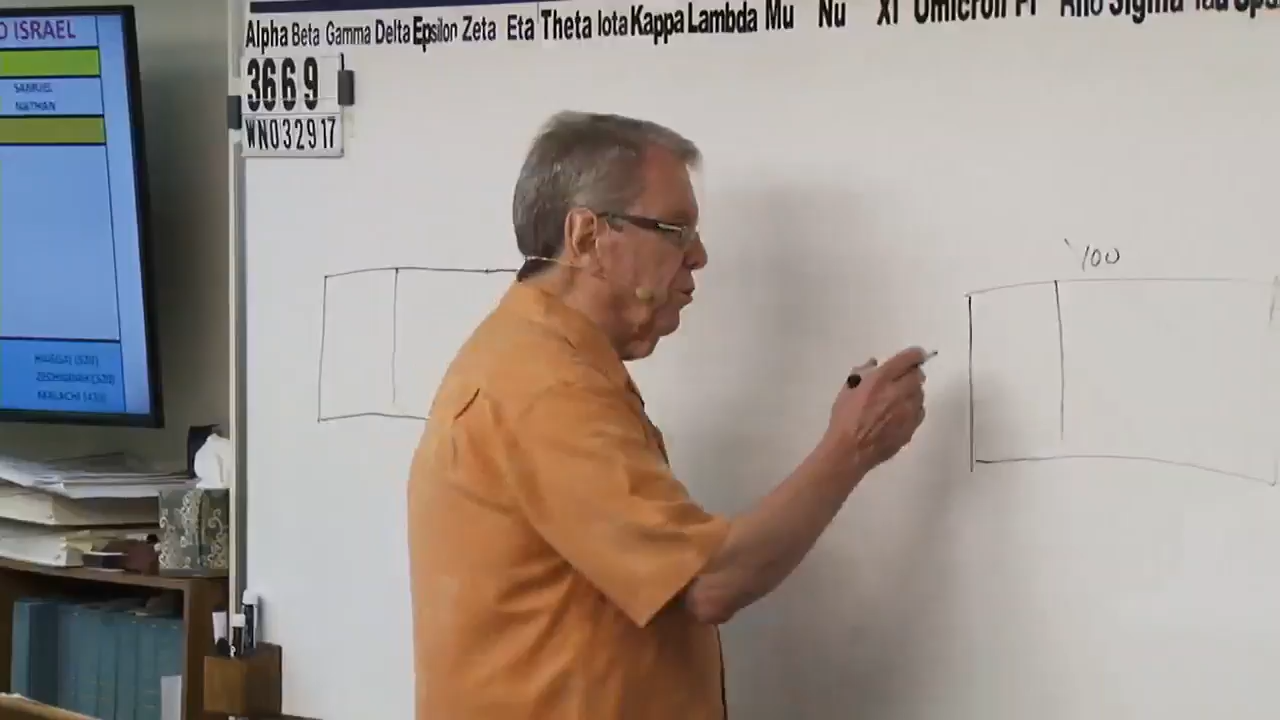 Alpha Beta Gamma Delta Epsilon Zeta Eta Theta Iota Kappa Lambda Mu Nu XI Omicron Pi Rho Sigma Tau
3669
WN032917
ISRAEL
SAMUEL
NATHAN
HAGGAI (520)
ZECHARIAH (520)
MALACHI (430)
YOU